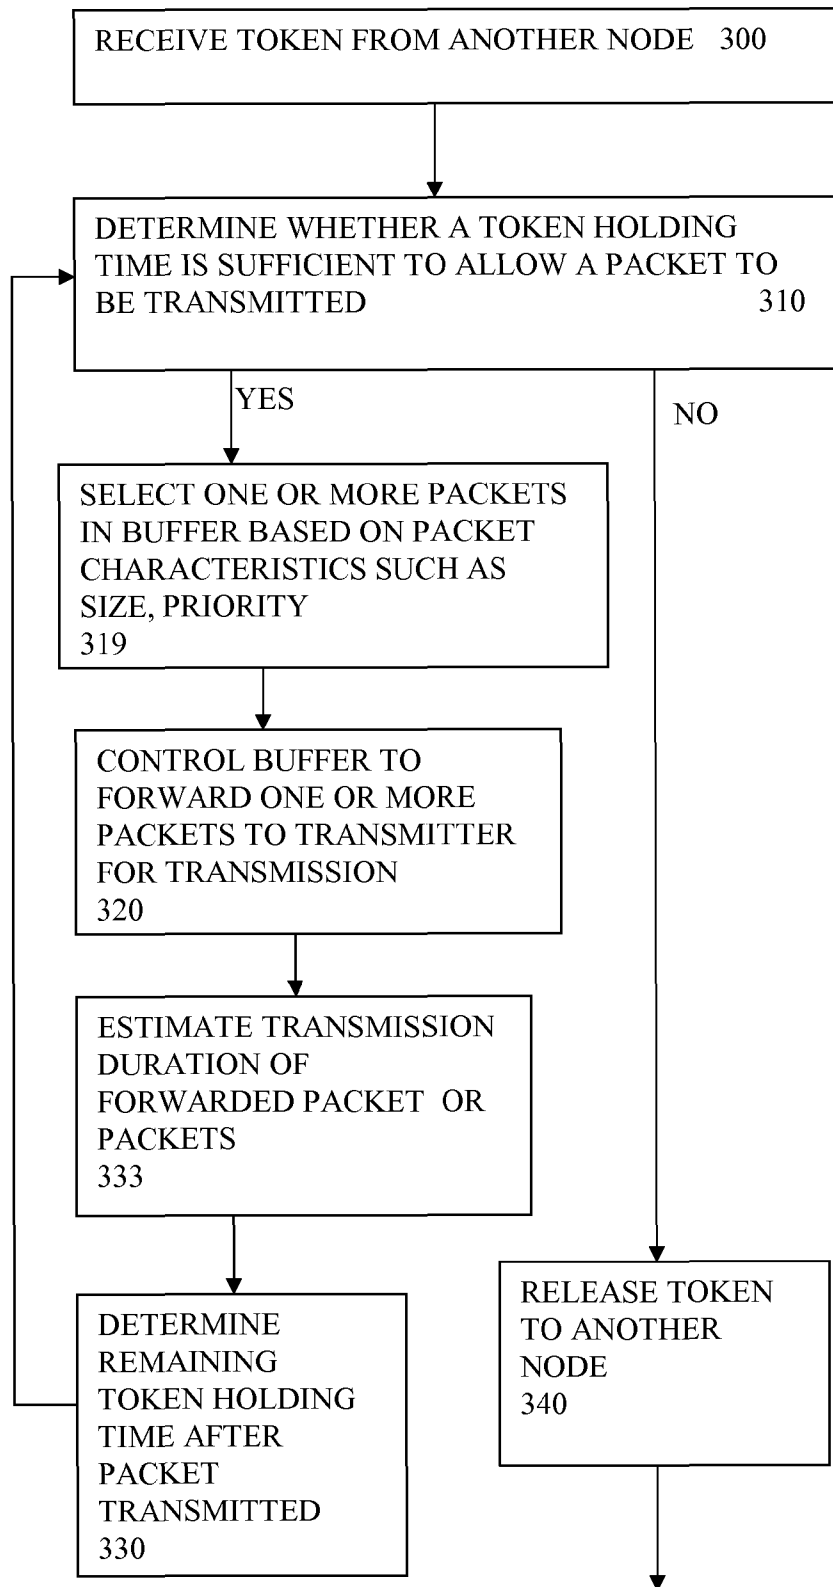 RECEIVE TOKEN FROM ANOTHER NODE 300
DETERMINE WHETHER A TOKEN HOLDING
TIME IS SUFFICIENT TO ALLOW A PACKET TO
BE TRANSMITTED 310
YES
NO
SELECT ONE OR MORE PACKETS
IN BUFFER BASED ON PACKET
CHARACTERISTICS SUCH AS
SIZE, PRIORITY
319
CONTROL BUFFER TO
FORWARD ONE OR MORE
PACKETS TO TRANSMITTER
FOR TRANSMISSION
320
ESTIMATE TRANSMISSION
DURATION OF
FORWARDED PACKET OR
PACKETS
333
DETERMINE
REMAINING
TOKEN HOLDING
TIME AFTER
PACKET
TRANSMITTED
330
RELEASE TOKEN
TO ANOTHER
NODE
340